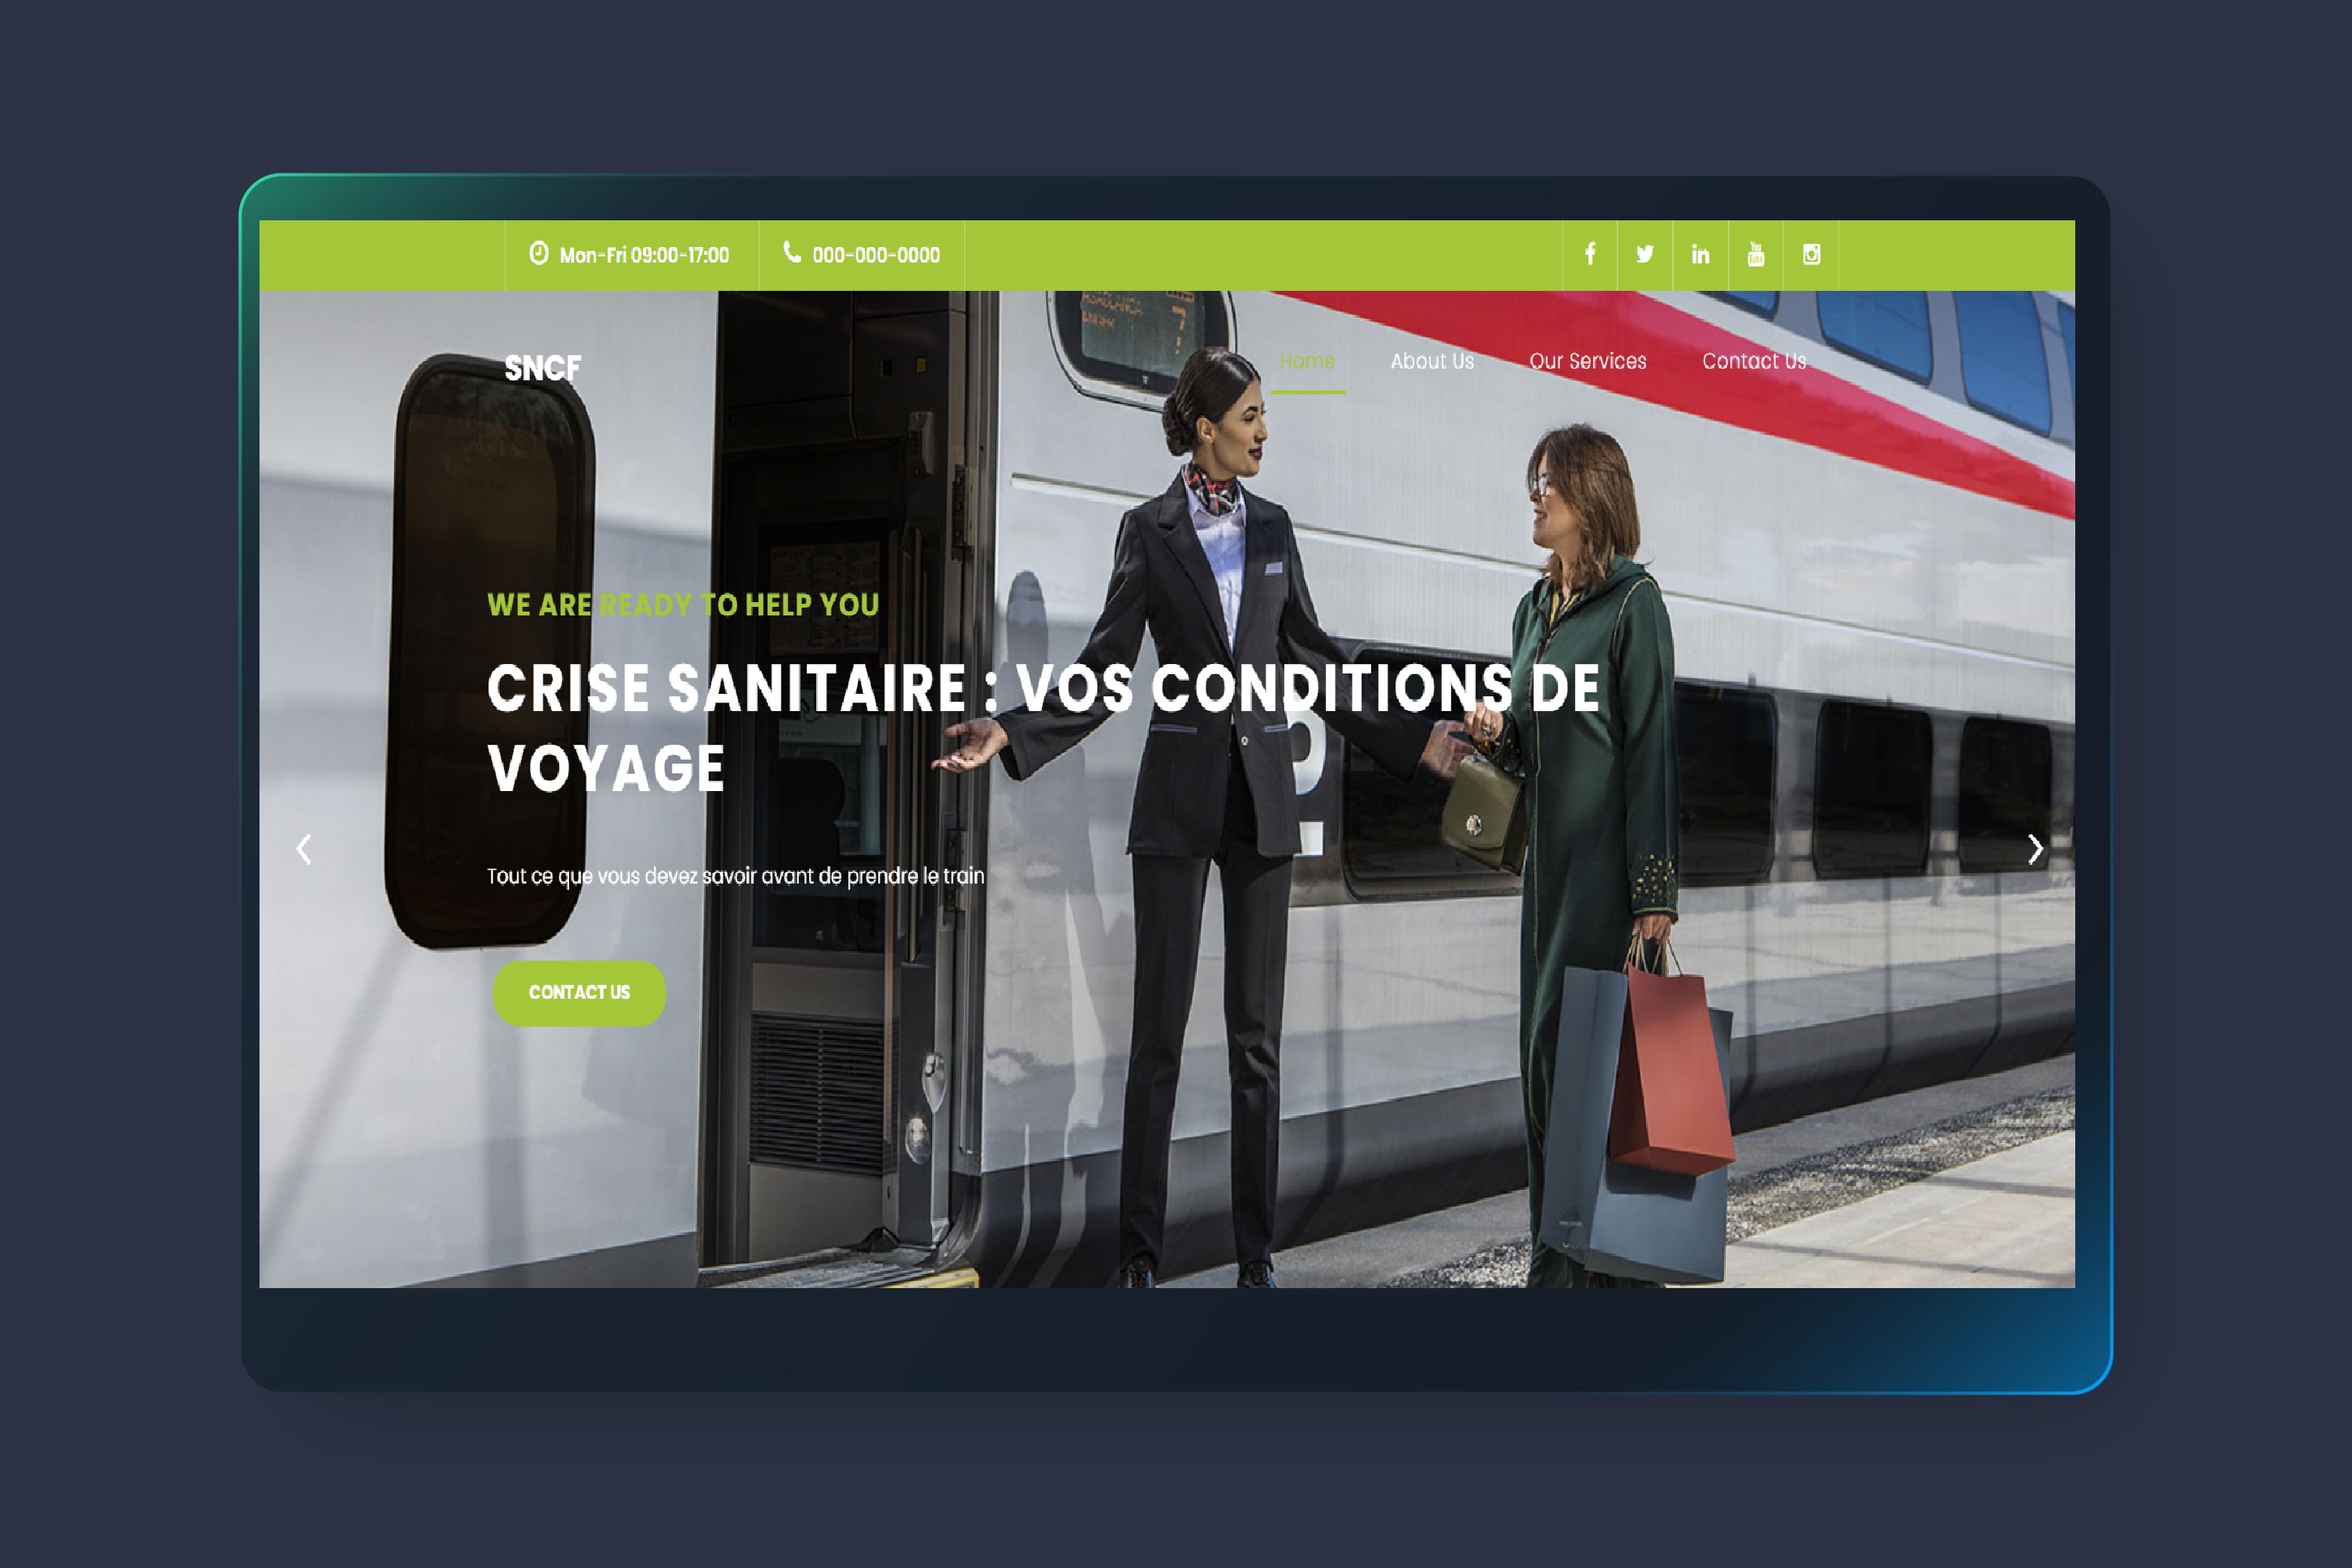 Mon-Fri 09:00-17:00
000-000-0000
SNCF
Home
About Us
Our Services
Contact Us
WE ARE READY TO HELP YOU
CRISE SANITAIRE : VOS CONDITIONS DE
VOYAGE
Tout ce que vous devez savoir avant de prendre le train
CONTACT US